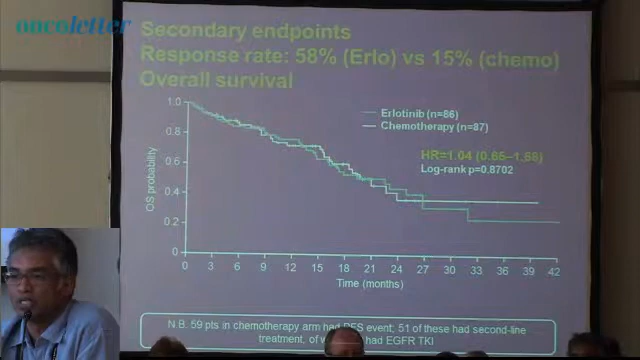 oncoletter
Secondary endpoints
Response rate: 58% (Erlo) vs 15% (chemo)
Overall survival
1.0
0.8
0.6
0.4
0.2
0
OS probability
Erlotinib (n=86)
Chemotherapy (n=87)
HR=1.04 (0.65–1.68)
Log-rank p=0.8702
0 3 6 9 12 15 18 21 24 27 30 33 36 39 42
Time (months)
N.B. 59 pts in chemotherapy arm had PFS event; 51 of these had second-line
treatment, of had EGFR TKI